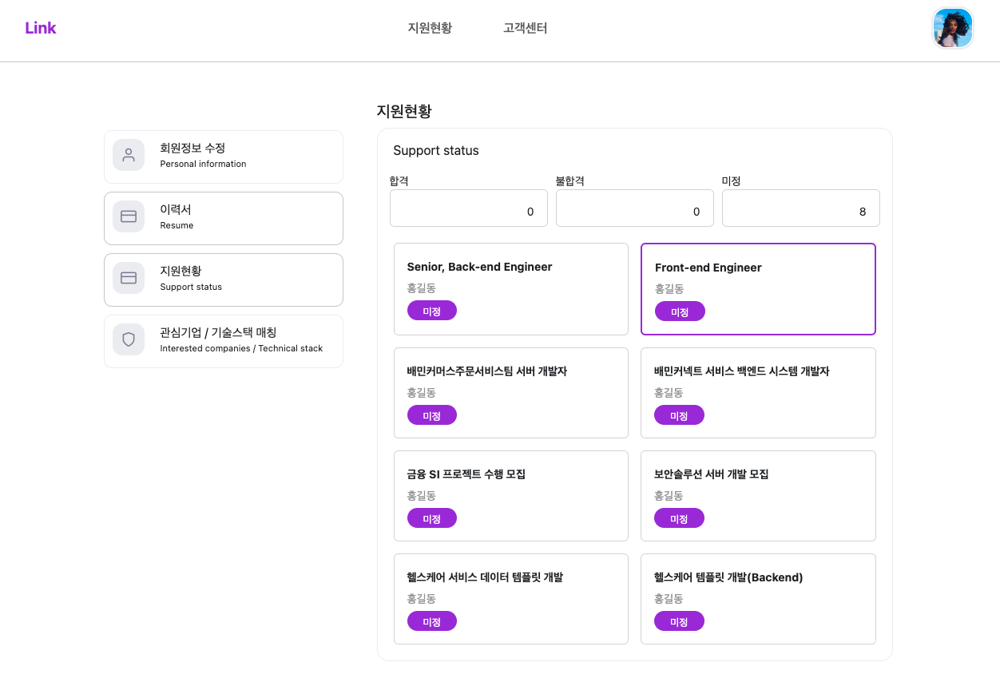 Link
지원현황
고객센터
회원정보 수정
Personal information
이력서
Resume
지원현황
Support status
관심기업 / 기술스택 매칭
Interested companies / Technical stack
지원현황
Support status
합격
0
불합격
0
미정
8
Senior, Back-end Engineer
홍길동
미정
Front-end Engineer
홍길동
미정
배민커머스주문서비스팀 서버 개발자
홍길동
미정
배민커넥트 서비스 백엔드 시스템 개발자
홍길동
미정
금융 SI 프로젝트 수행 모집
홍길동
미정
보안솔루션 서버 개발 모집
홍길동
미정
헬스케어 서비스 데이터 템플릿 개발
홍길동
미정
헬스케어 템플릿 개발(Backend)
홍길동
미정